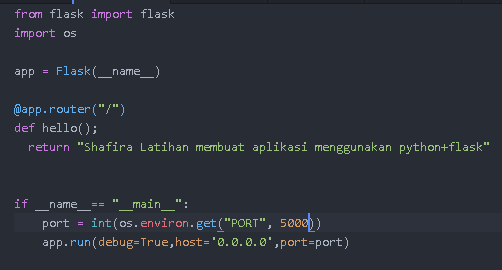 from flask import flask
import os
app = Flask(__name__)
@app.router("/")
def hello();
return "Shafira Latihan membuat aplikasi menggunakan python+flask"
if __name__== "__main__":
port = int(os.environ.get("PORT", 5000))
app.run(debug=True,host='0.0.0.0',port=port)